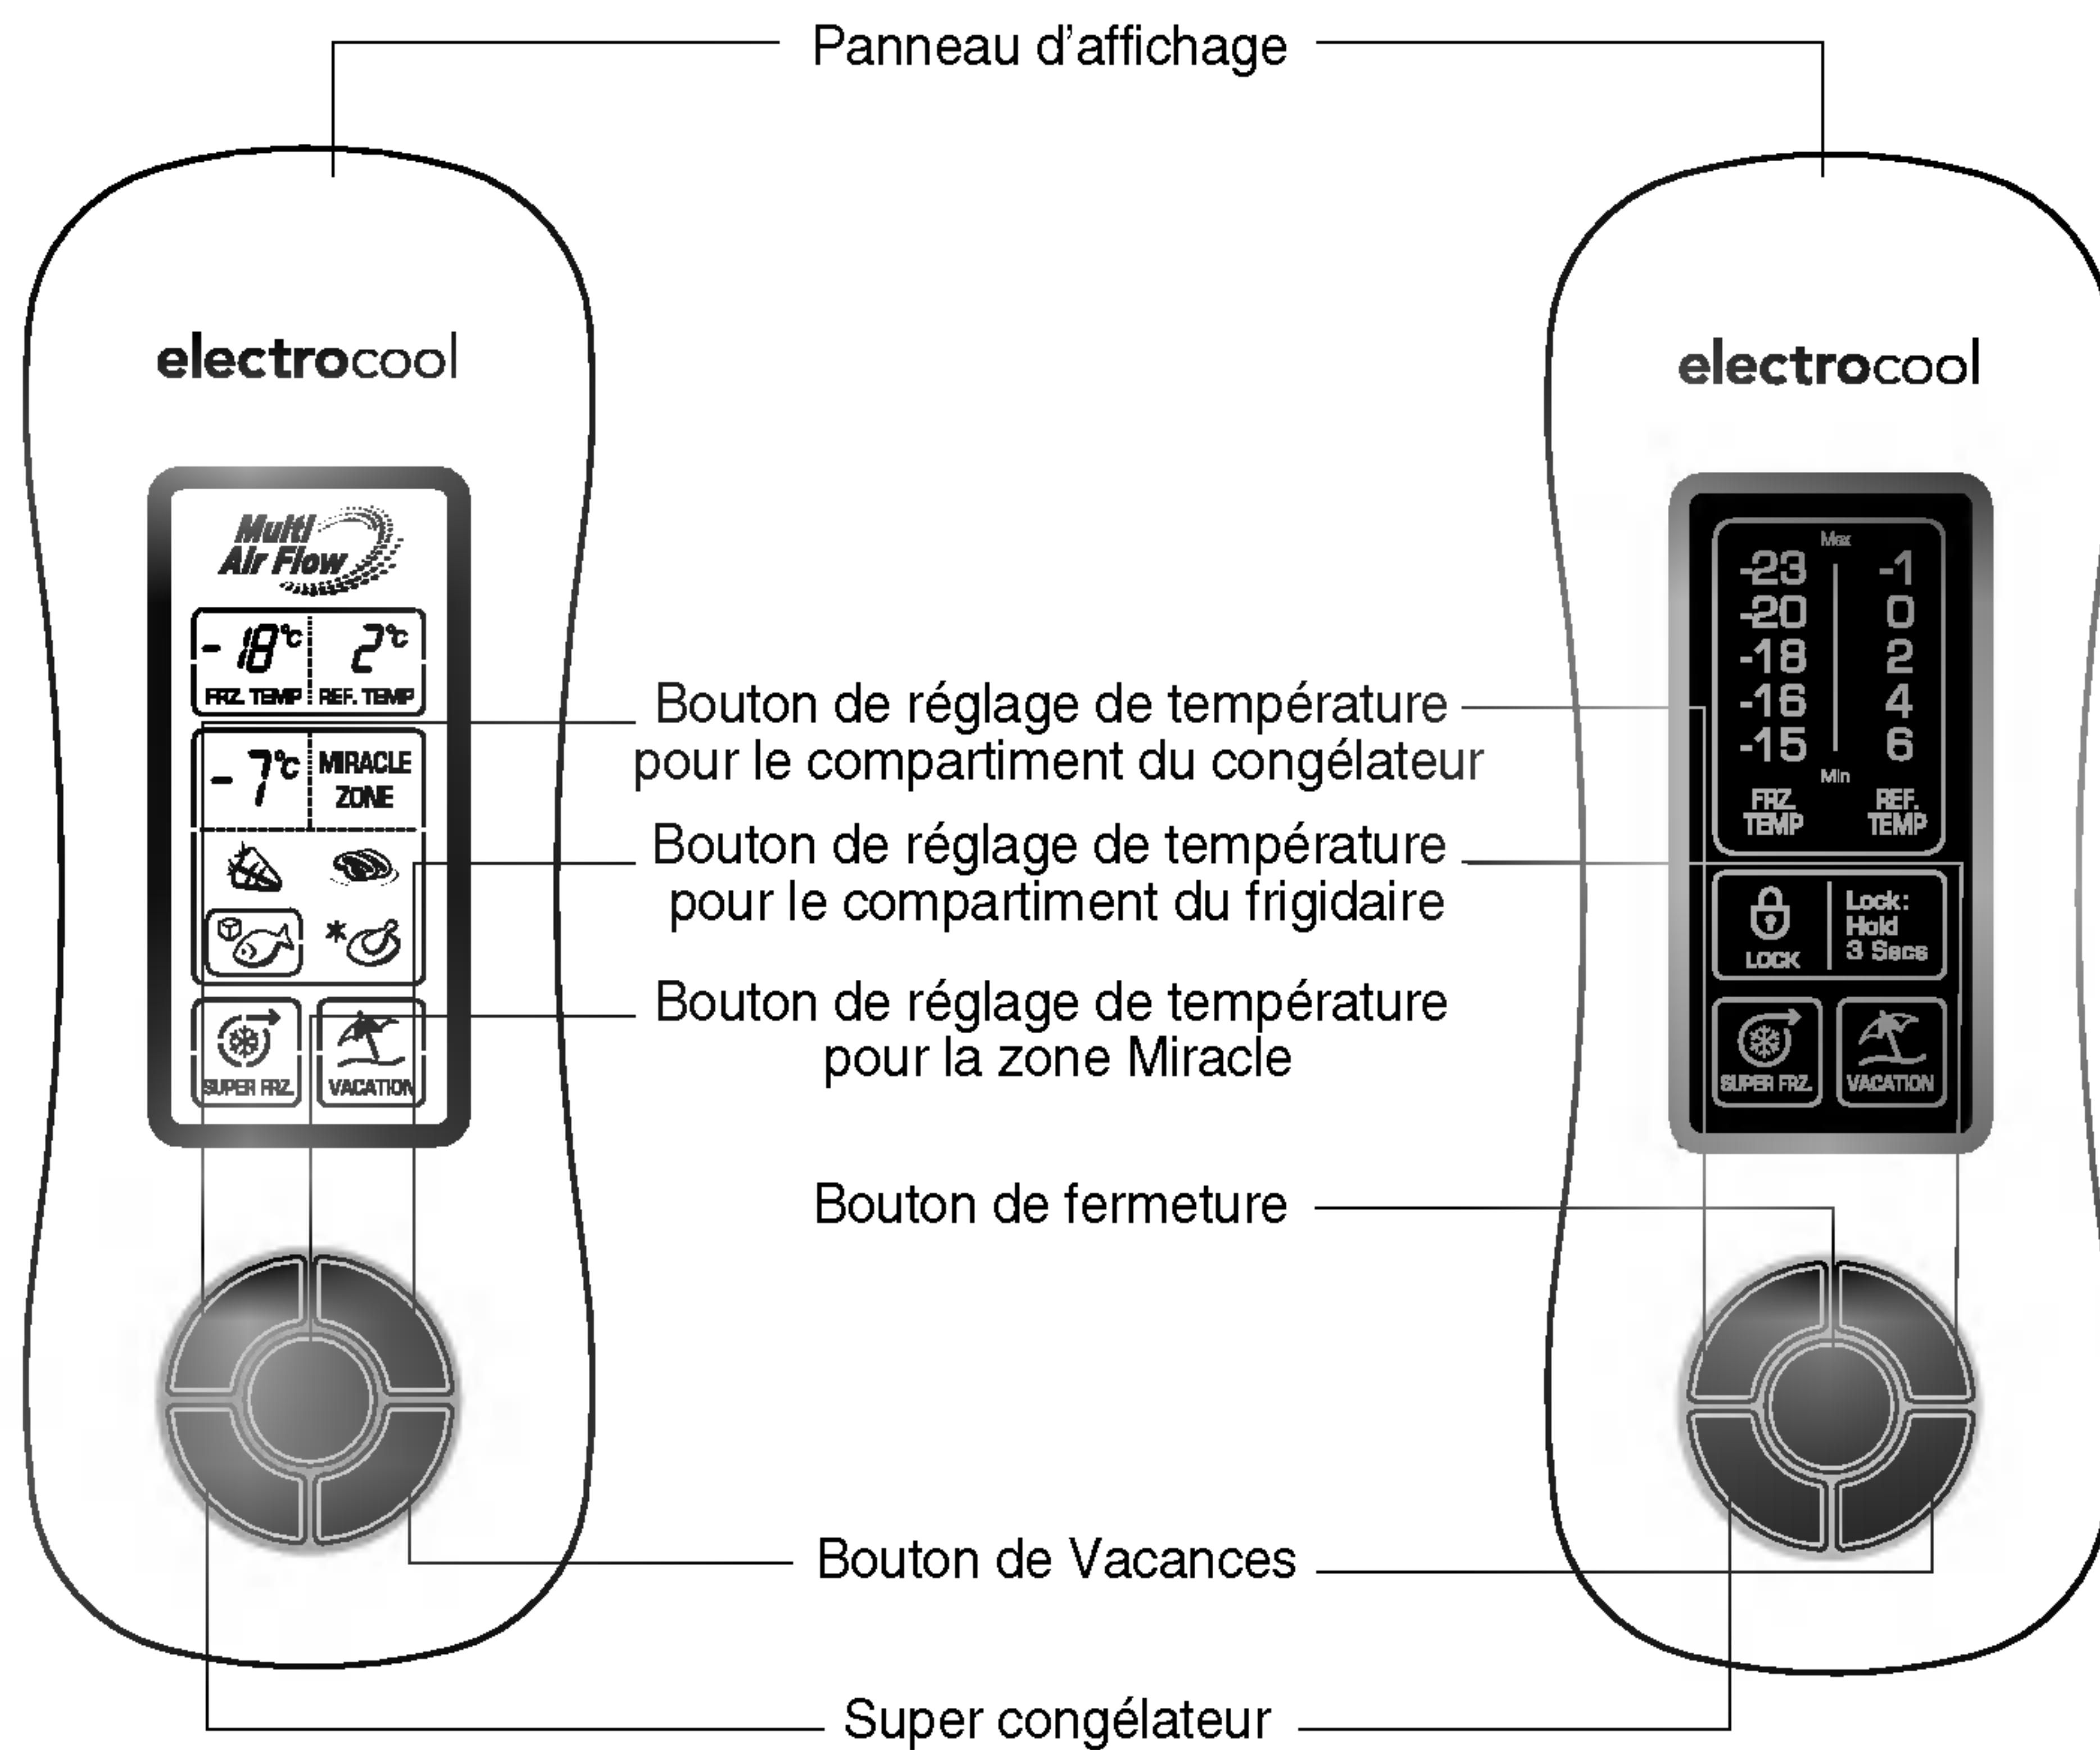 Panneau d'affichage
electrocool
Multi
Air Flow
-18°C 2°C
FRZ. TEMP REF. TEMP
-7°C MIRACLE
ZONE
SUPER FRZ. VACATION
Bouton de réglage de température
pour le compartiment du congélateur
Bouton de réglage de température
pour le compartiment du frigidaire
Bouton de réglage de température
pour la zone Miracle
Bouton de fermeture
Bouton de Vacances
Super congélateur
electrocool
Max
-23 -1
-20 0
-18 2
-16 4
-15 6
Min
FRZ. REF.
TEMP TEMP
Lock:
Hold
3 Secs
LOCK
SUPER FRZ. VACATION